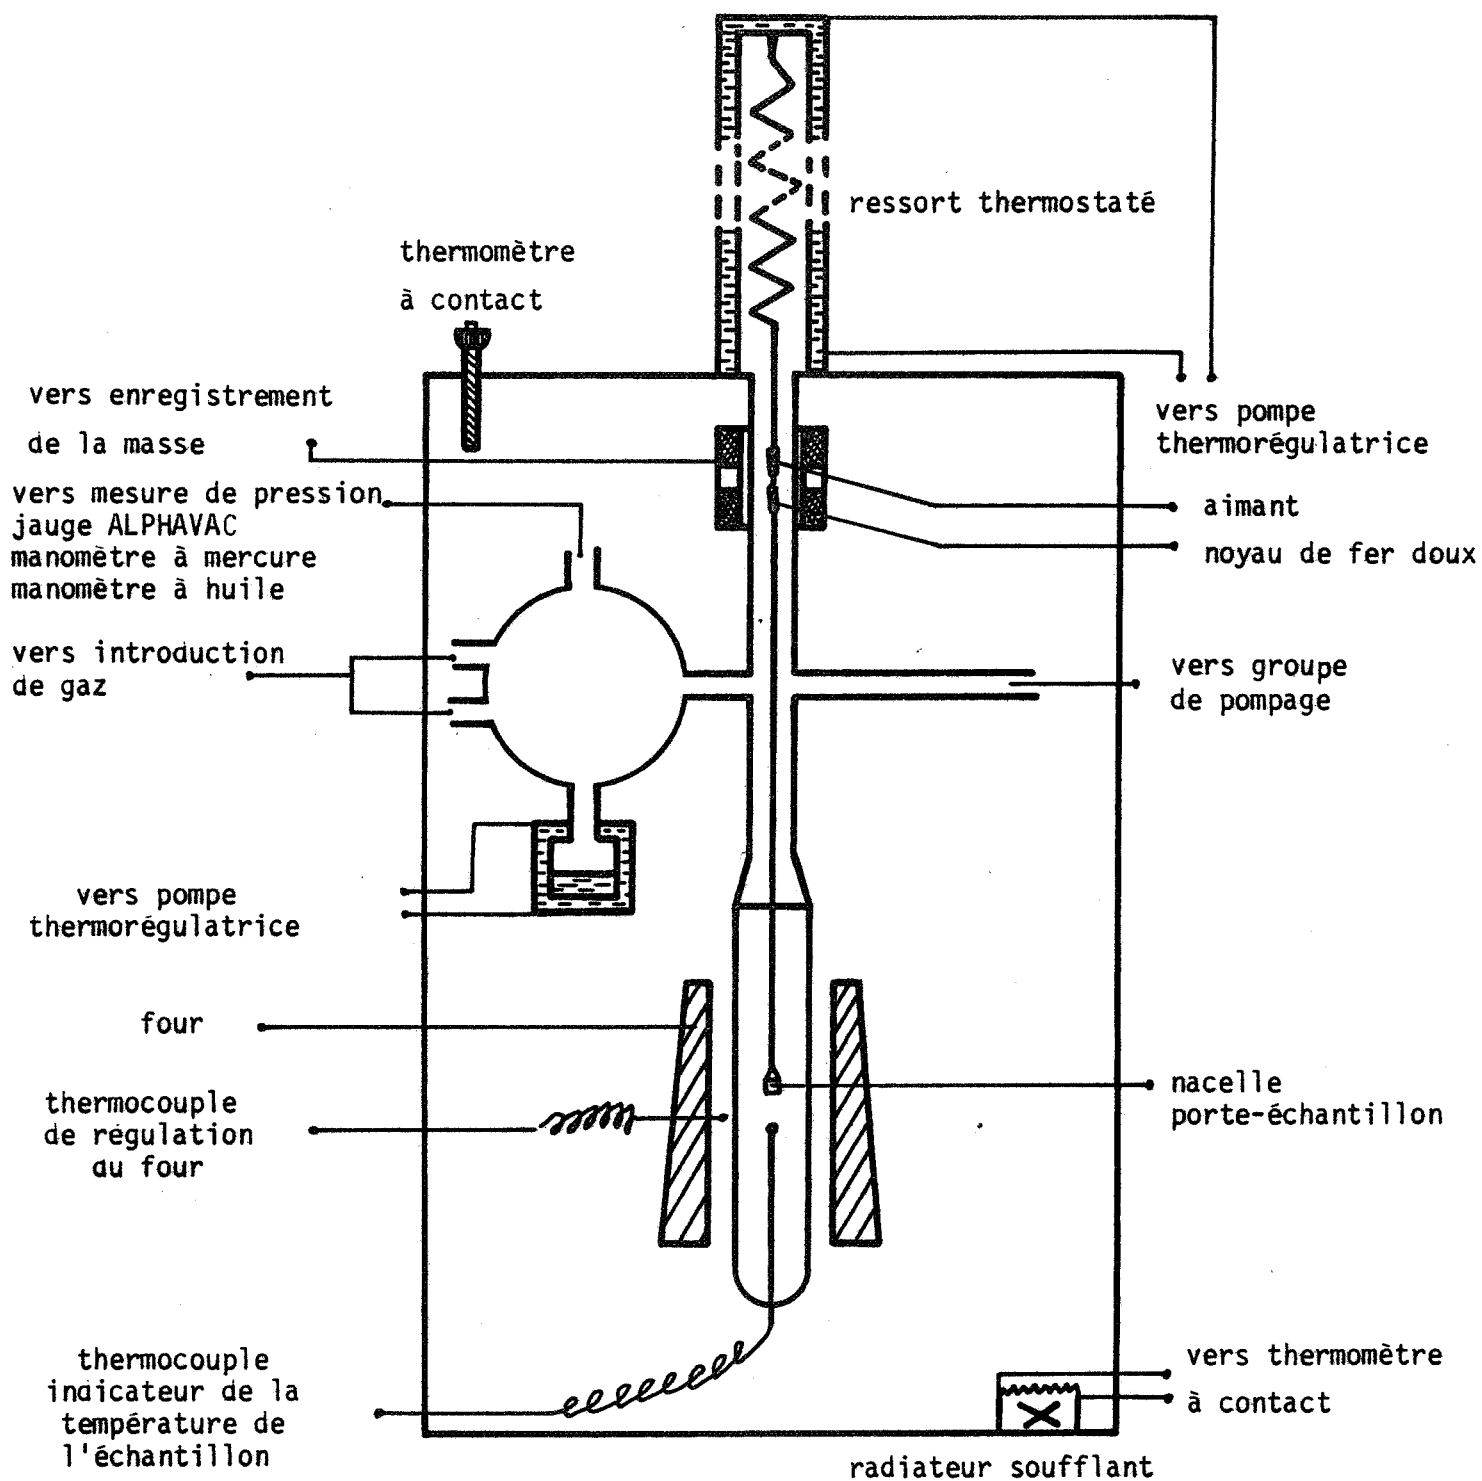 ressort thermostaté
thermomètre
à contact
vers enregistrement
de la masse
vers pompe
thermorégulatrice
vers mesure de pression
jauge ALPHAVAC
manomètre à mercure
manomètre à huile
aimant
noyau de fer doux
vers introduction
de gaz
vers groupe
de pompage
vers pompe
thermorégulatrice
four
nacelle
porte-échantillon
thermocouple
de régulation
du four
thermocouple
indicateur de la
température de
l'échantillon
vers thermomètre
à contact
radiateur soufflant